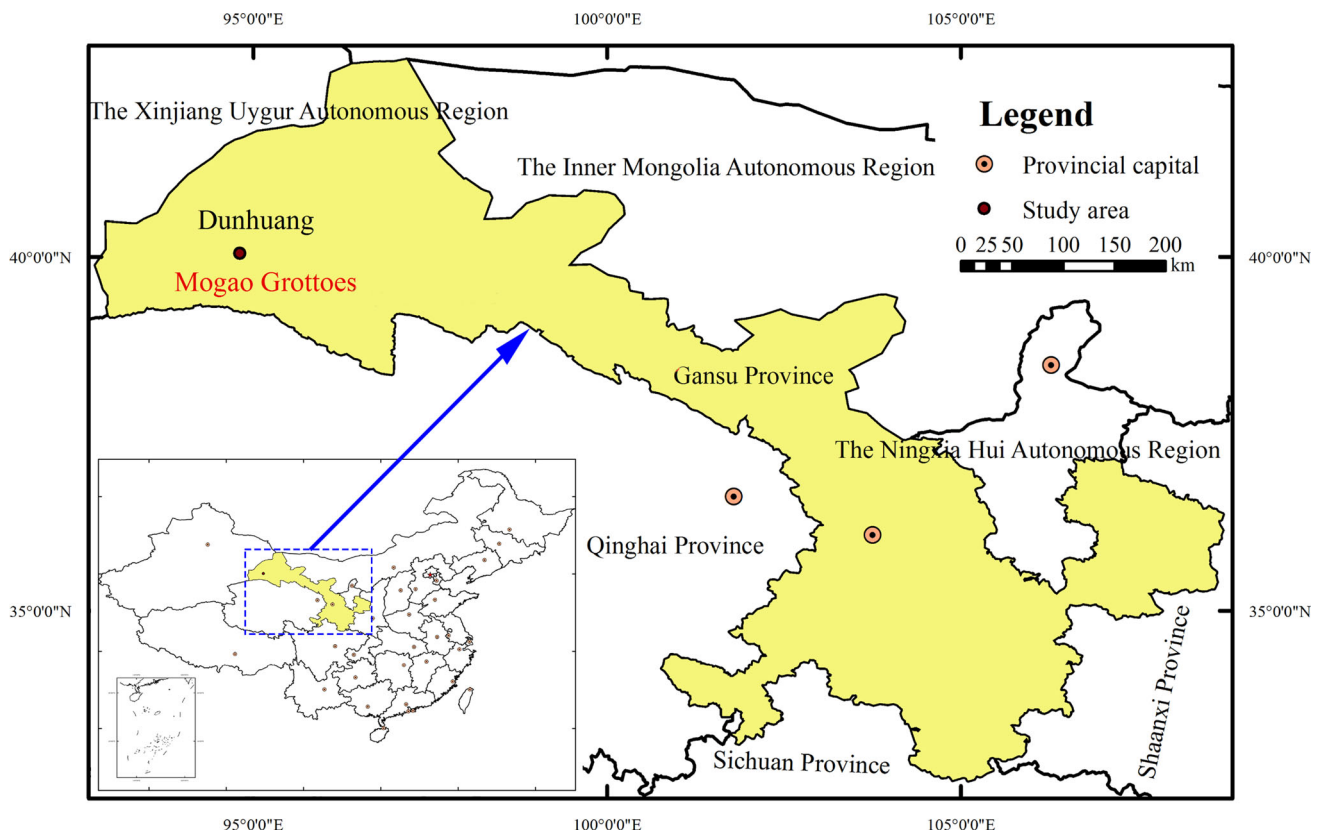 95°0'0"E 100°0'0"E 105°0'0"E
The Xinjiang Uygur Autonomous Region
Legend
The Inner Mongolia Autonomous Region
Provincial capital
Study area
Dunhuang
0 25 50 100 150 200
km
40°0'0"N 40°0'0"N
Mogao Grottoes
Gansu Province
The Ningxia Hui Autonomous Region
Qinghai Province
35°0'0"N 35°0'0"N
Shaanxi Province
Sichuan Province
95°0'0"E 100°0'0"E 105°0'0"E